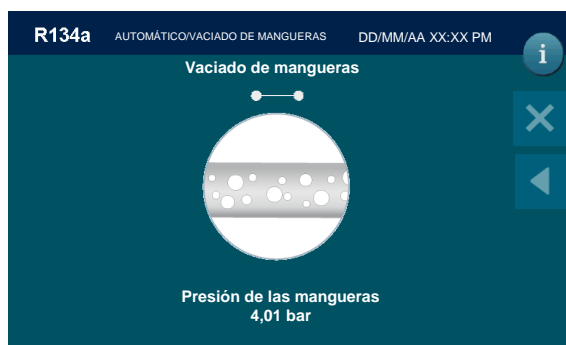 R134a AUTOMÁTICO/VACIADO DE MANGUERAS DD/MM/AA XX:XX PM
i
Vaciado de mangueras
Presión de las mangueras
4,01 bar